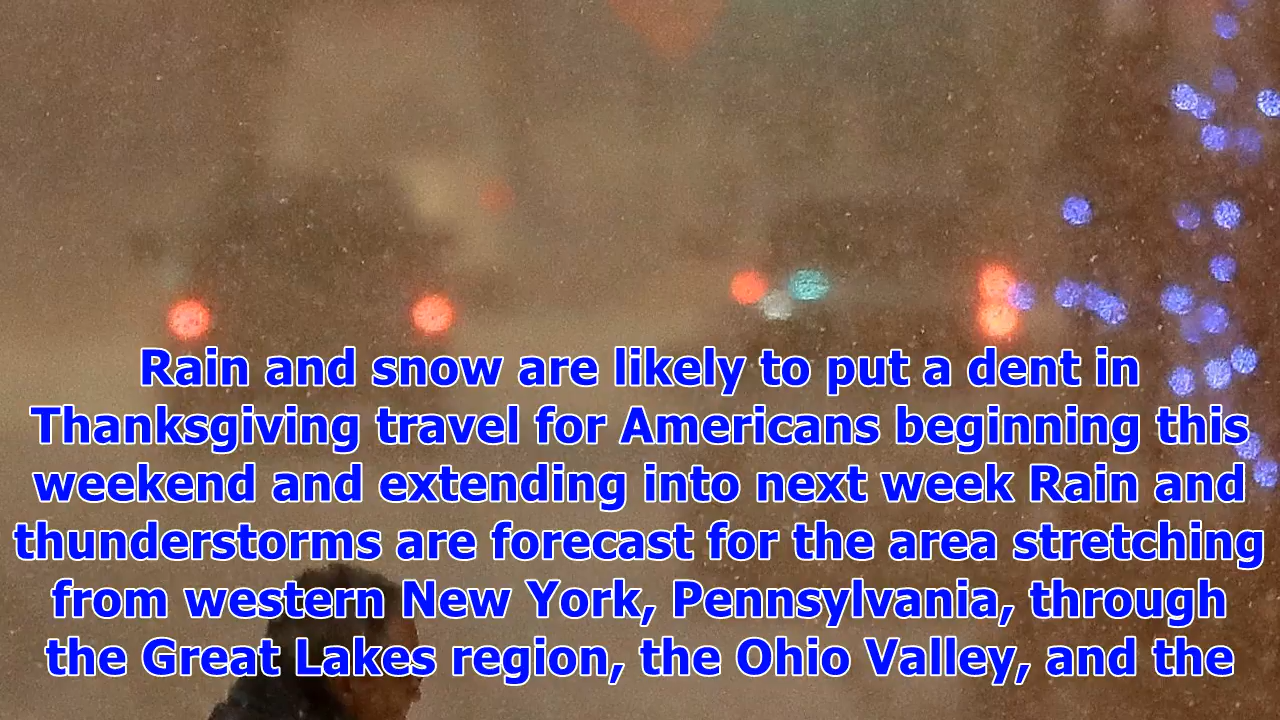 Rain and snow are likely to put a dent in
Thanksgiving travel for Americans beginning this
weekend and extending into next week Rain and
thunderstorms are forecast for the area stretching
from western New York, Pennsylvania, through
the Great Lakes region, the Ohio Valley, and the